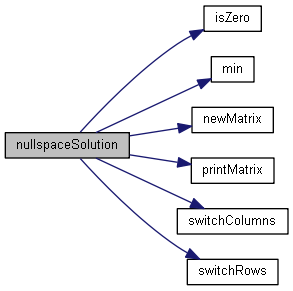 isZero
min
newMatrix
nullspaceSolution
printMatrix
switchColumns
switchRows